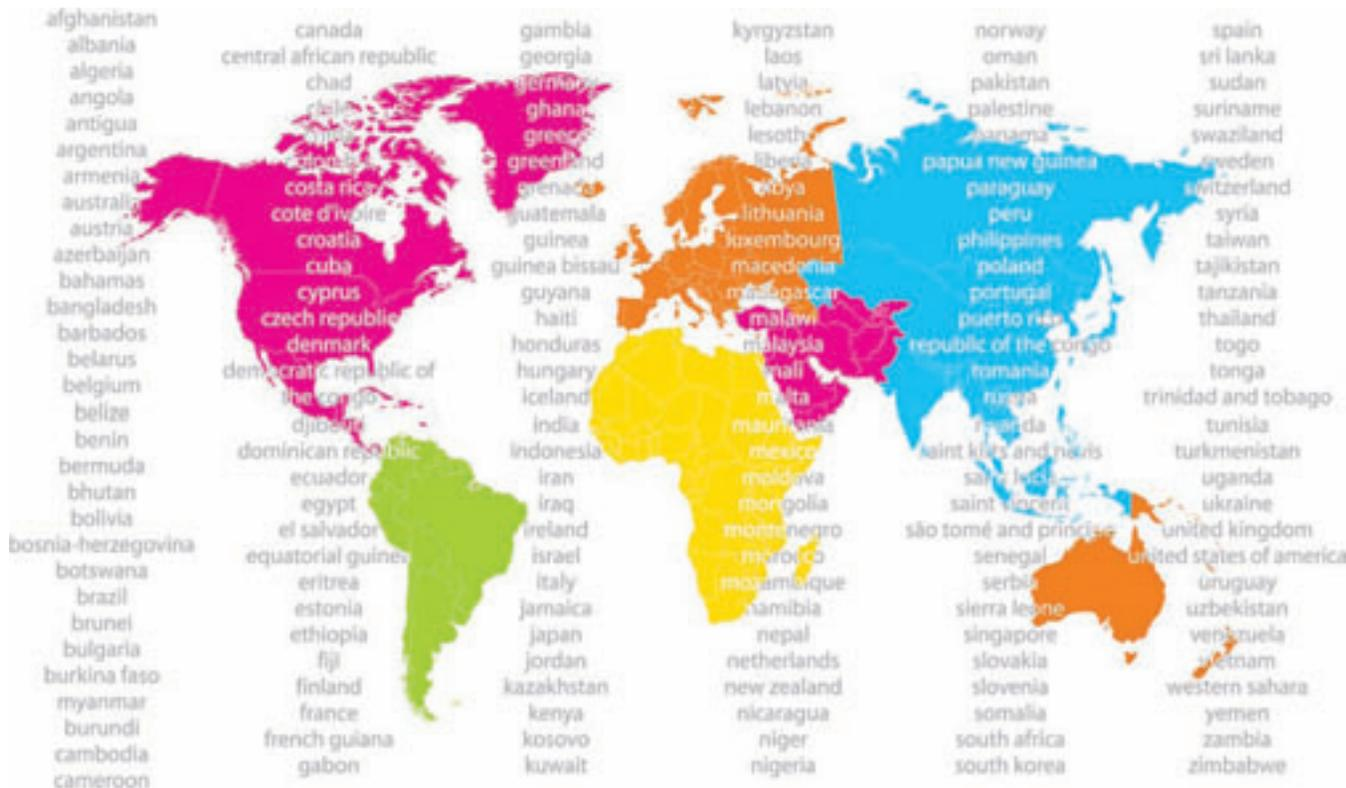 afghanistan
albania
algeria
angola
antigua
argentina
armenia
australia
austria
azerbaijan
bahamas
bangladesh
barbados
belarus
belgium
belize
benin
bermuda
bhutan
bolivia
bosnia-herzegovina
botswana
brazil
brunei
bulgaria
burkina faso
myanmar
burundi
cambodia
cameroon
canada
central african republic
chad
chile
china
colombia
costa rica
cote d'ivoire
croatia
cuba
cyprus
czech republic
denmark
democratic republic of
the congo
djibouti
dominican republic
ecuador
egypt
el salvador
equatorial guinea
eritrea
estonia
ethiopia
fiji
finland
france
french guiana
gabon
gambia
georgia
germany
ghana
greece
greenland
grenada
guatemala
guinea
guinea bissau
guyana
haiti
honduras
hungary
iceland
india
indonesia
iran
iraq
ireland
israel
italy
jamaica
japan
jordan
kazakhstan
kenya
kosovo
kuwait
kyrgyzstan
laos
latvia
lebanon
lesoth
liberia
libya
lithuania
luxembourg
macedonia
madagascar
malawi
malaysia
mali
malta
mauritania
mexico
moldova
mongolia
montenegro
morocco
mozambique
namibia
nepal
netherlands
new zealand
nicaragua
niger
nigeria
norway
oman
pakistan
palestine
panama
papua new guinea
paraguay
peru
philippines
poland
portugal
puerto rico
republic of the congo
romania
russia
rwanda
saint kitts and nevis
saint lucia
saint vincent
são tomé and principe
senegal
serbia
sierra leone
singapore
slovakia
slovenia
somalia
south africa
south korea
spain
sri lanka
sudan
suriname
swaziland
sweden
switzerland
syria
taiwan
tajikistan
tanzania
thailand
togo
tonga
trinidad and tobago
tunisia
turkmenistan
uganda
ukraine
united kingdom
united states of america
uruguay
uzbekistan
venezuela
vietnam
western sahara
yemen
zambia
zimbabwe